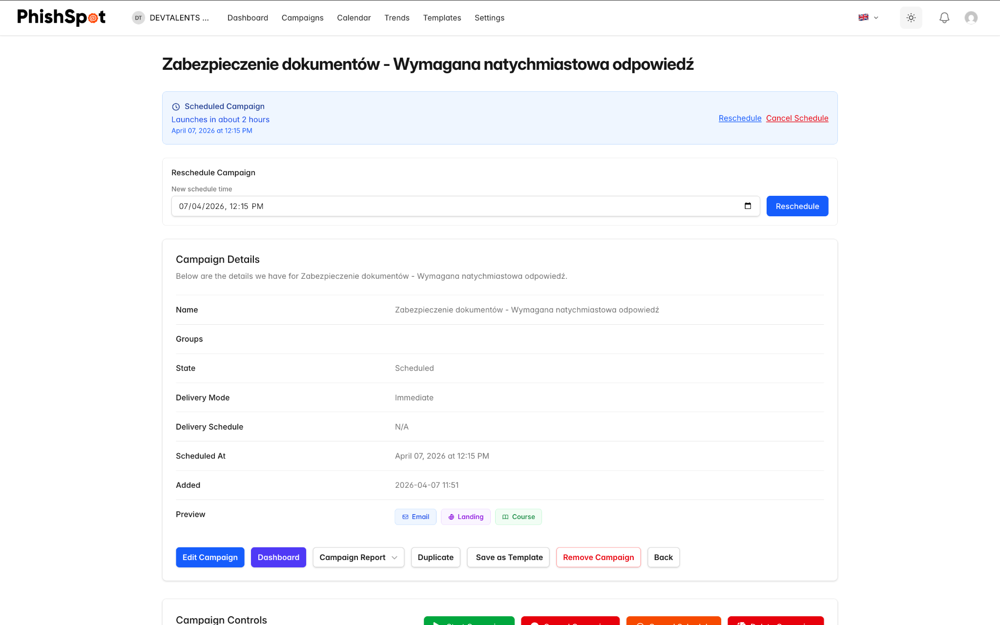 PhishSpot
DT DEVTALENTS ... Dashboard Campaigns Calendar Trends Templates Settings
Zabezpieczenie dokumentów - Wymagana natychmiastowa odpowiedź
Scheduled Campaign
Launches in about 2 hours
April 07, 2026 at 12:15 PM
Reschedule Cancel Schedule
Reschedule Campaign
New schedule time
07/04/2026, 12:15 PM
Reschedule
Campaign Details
Below are the details we have for Zabezpieczenie dokumentów - Wymagana natychmiastowa odpowiedź.
Name Zabezpieczenie dokumentów - Wymagana natychmiastowa odpowiedź
Groups
State Scheduled
Delivery Mode Immediate
Delivery Schedule N/A
Scheduled At April 07, 2026 at 12:15 PM
Added 2026-04-07 11:51
Preview Email Landing Course
Edit Campaign Dashboard Campaign Report Duplicate Save as Template Remove Campaign Back
Campaign Controls